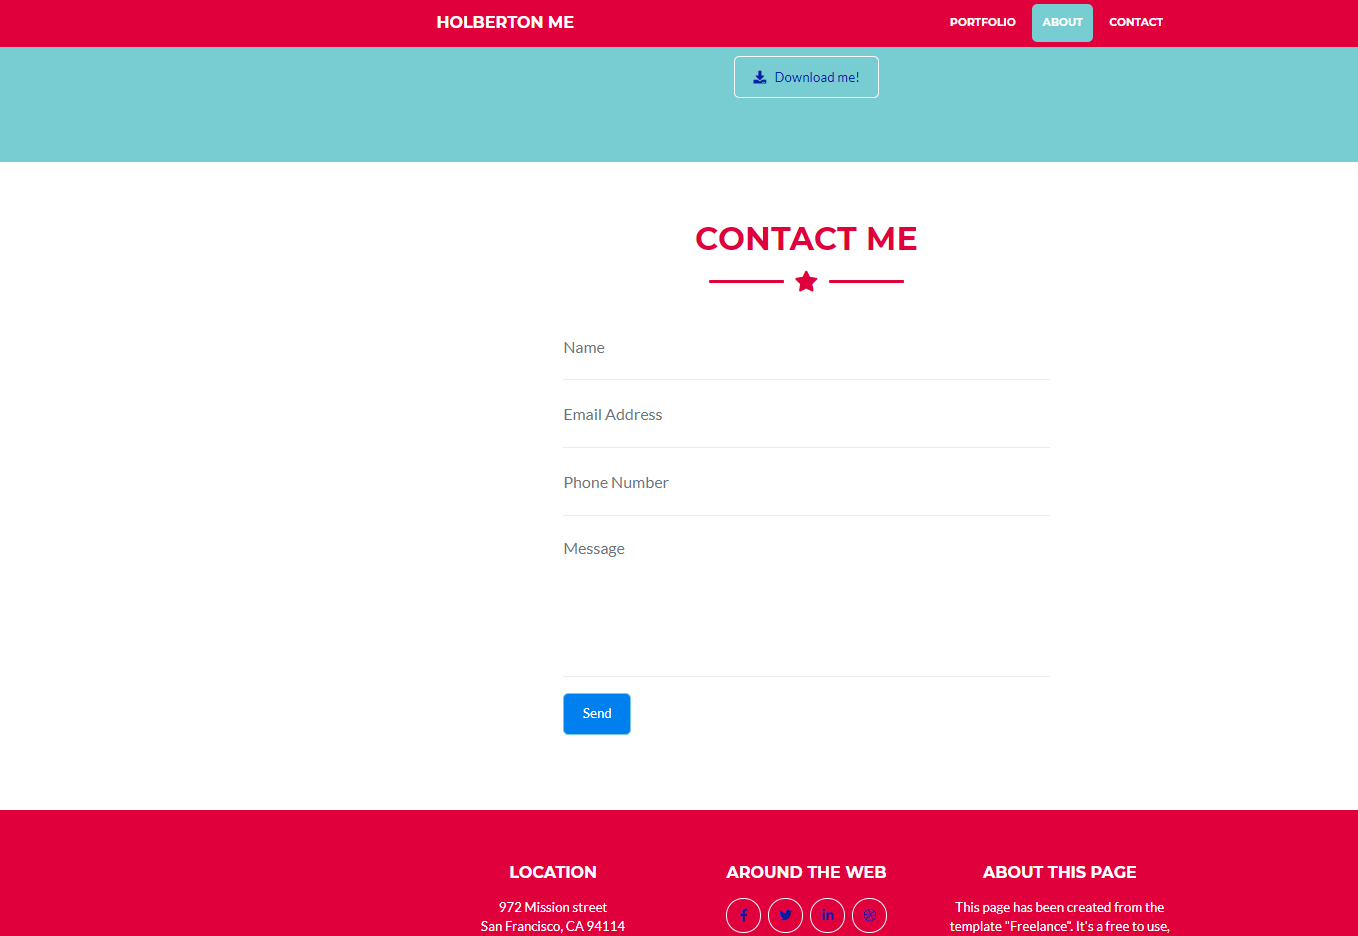 HOLBERTON ME
PORTFOLIO
ABOUT
CONTACT
Download me!
CONTACT ME
Name
Email Address
Phone Number
Message
Send
LOCATION
972 Mission street
San Francisco, CA 94114
AROUND THE WEB
ABOUT THIS PAGE
This page has been created from the
template "Freelance". It's a free to use,